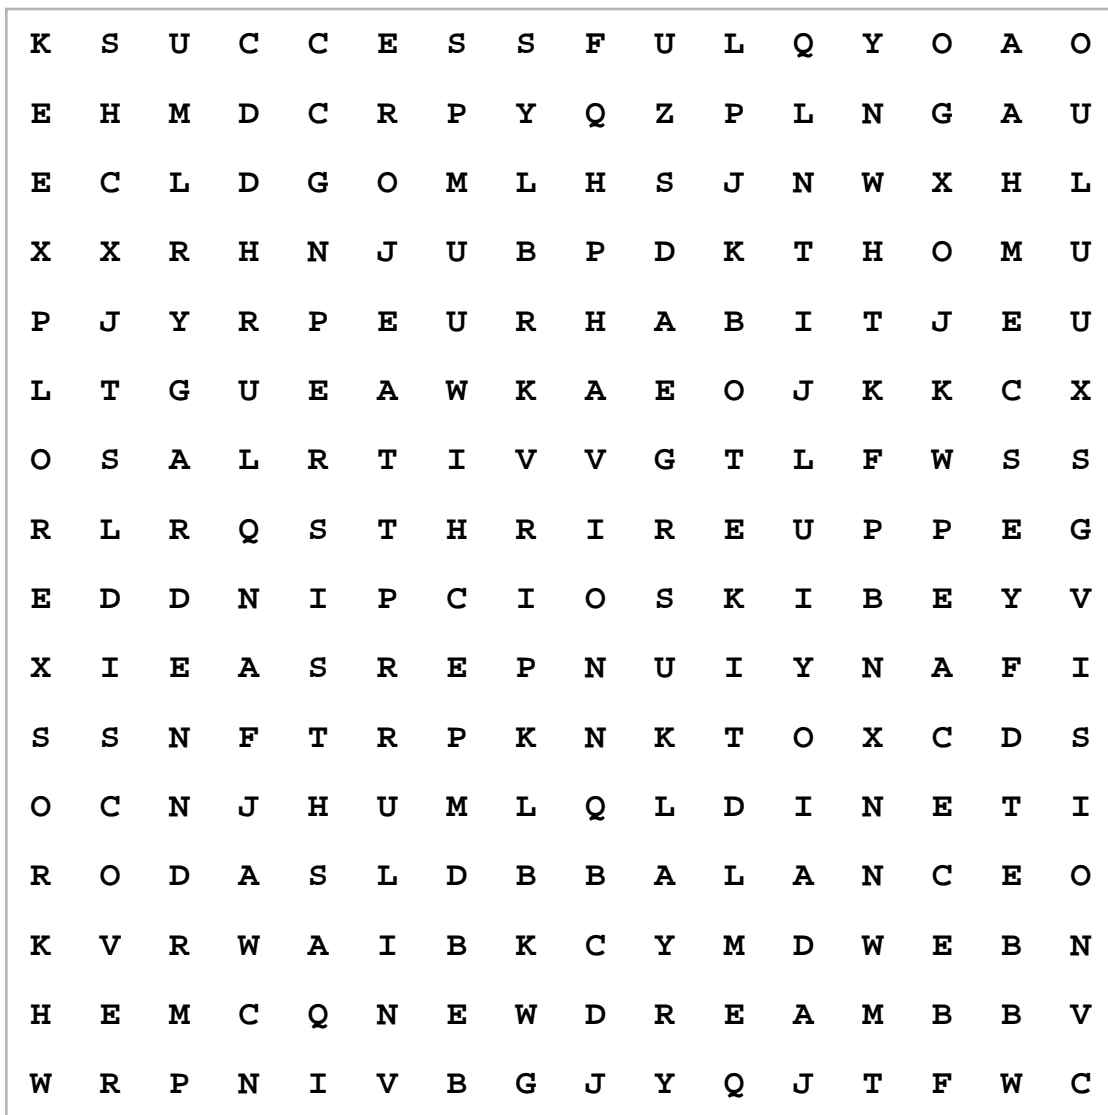 K S U C C E S S F U L Q Y O A O
E H M D C R P Y Q Z P L N G A U
E C L D G O M L H S J N W X H L
X X R H N J U B P D K T H O M U
P J Y R P E U R H A B I T J E U
L T G U E A W K A E O J K K C X
O S A L R T I V V G T L F W S S
R L R Q S T H R I R E U P P E G
E D D N I P C I O S K I B E Y V
X I E A S R E P N U I Y N A F I
S S N F T R P K N K T O X C D S
O C N J H U M L Q L D I N E T I
R O D A S L D B B A L A N C E O
K V R W A I B K C Y M D W E B N
H E M C Q N E W D R E A M B B V
W R P N I V B G J Y Q J T F W C